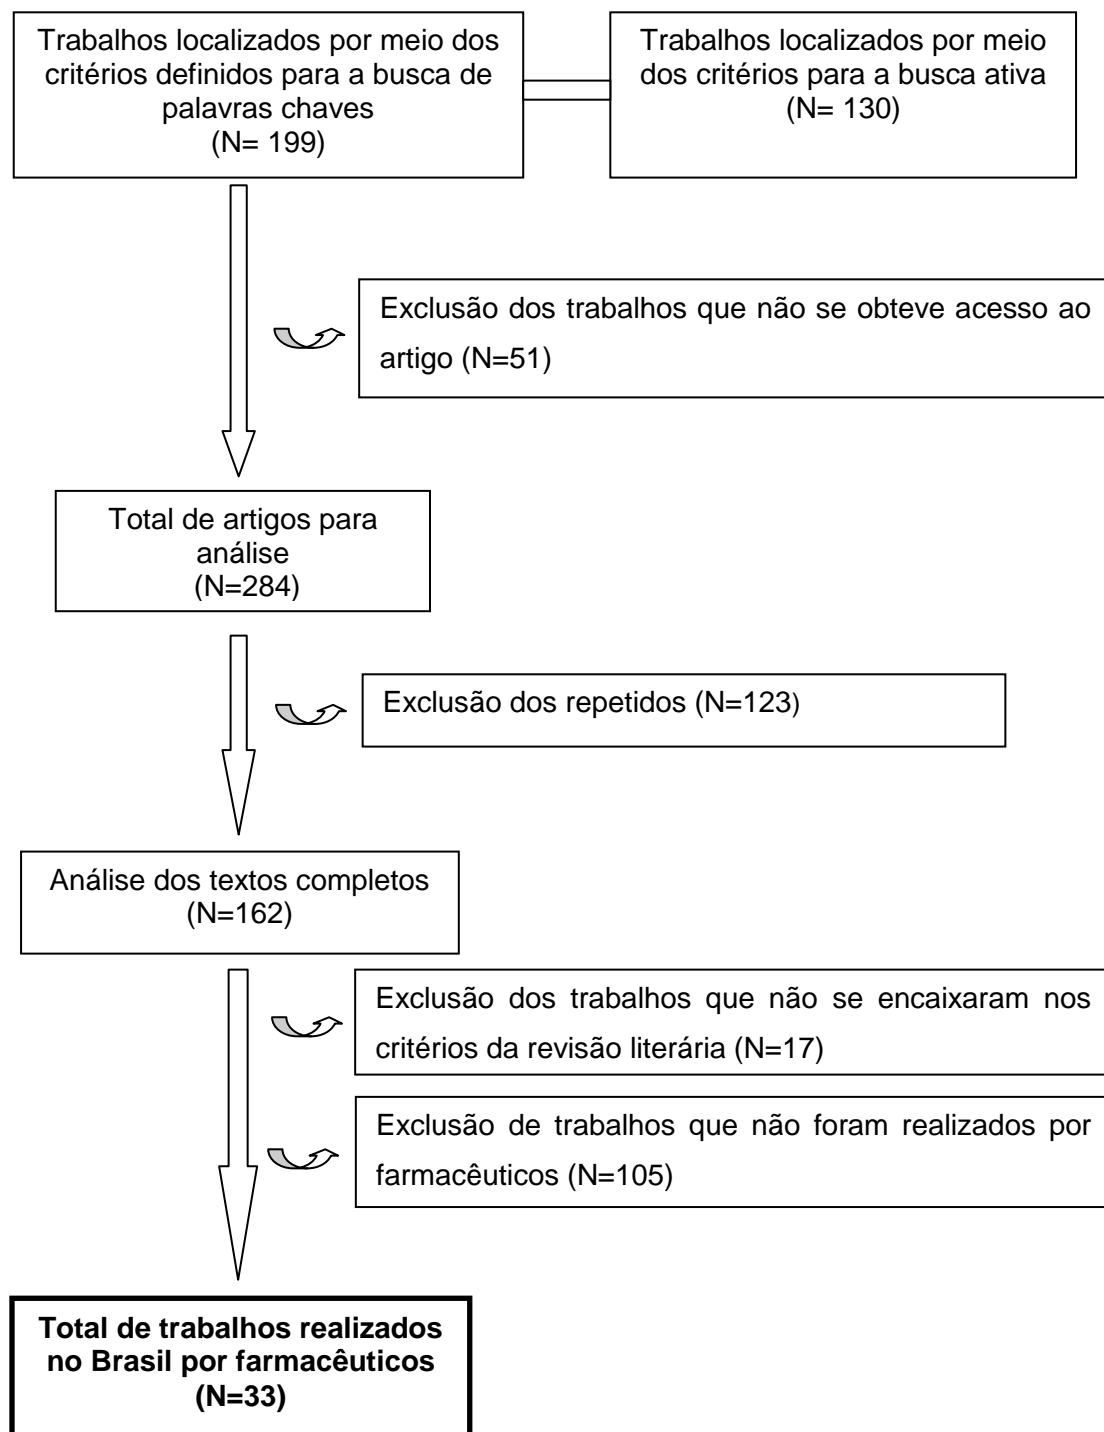 Trabalhos localizados por meio dos
critérios definidos para a busca de
palavras chaves
(N= 199)
Trabalhos localizados por meio
dos critérios para a busca ativa
(N= 130)
Exclusão dos trabalhos que não se obteve acesso ao
artigo (N=51)
Total de artigos para
análise
(N=284)
Exclusão dos repetidos (N=123)
Análise dos textos completos
(N=162)
Exclusão dos trabalhos que não se encaixaram nos
critérios da revisão literária (N=17)
Exclusão de trabalhos que não foram realizados por
farmacêuticos (N=105)
Total de trabalhos realizados
no Brasil por farmacêuticos
(N=33)